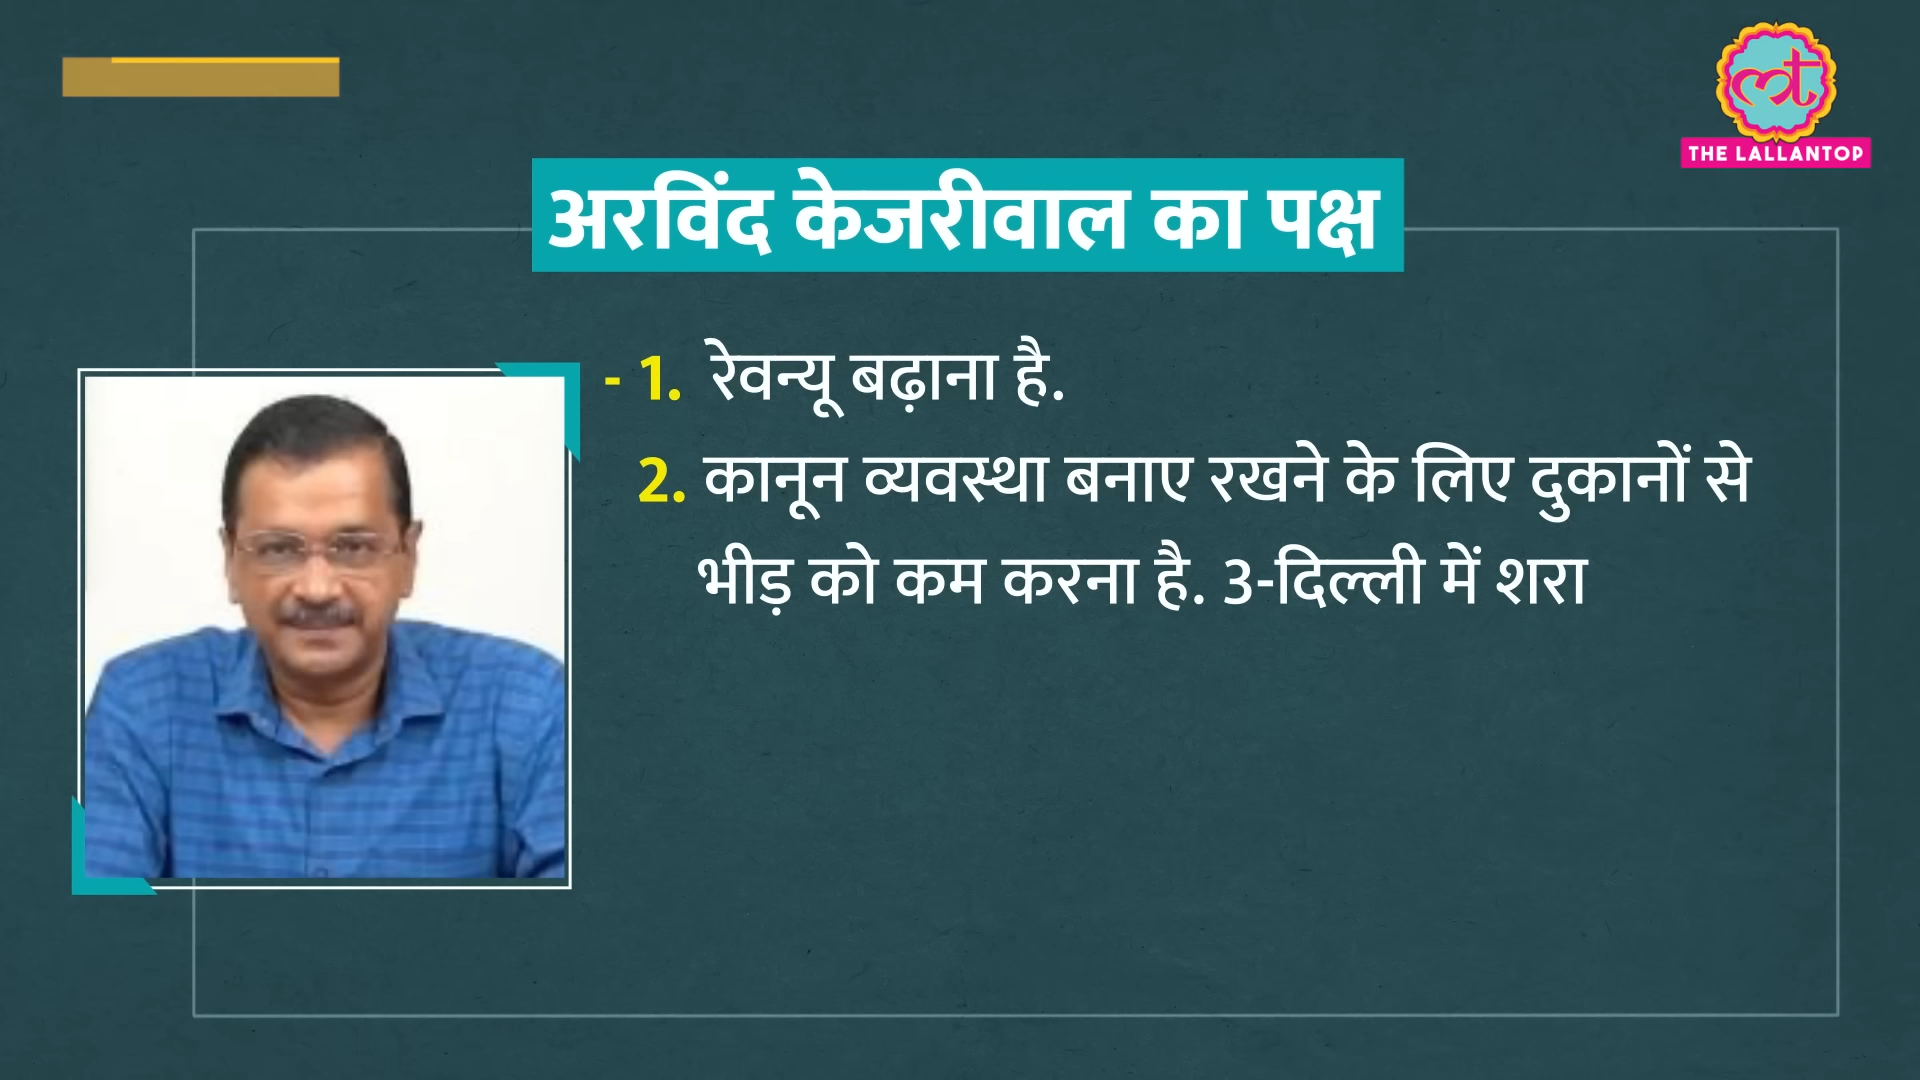 THE LALLANTOP
अरविंद केजरीवाल का पक्ष
- 1. रेवन्यू बढ़ाना है.
2. कानून व्यवस्था बनाए रखने के लिए दुकानों से
भीड़ को कम करना है. 3-दिल्ली में शरा